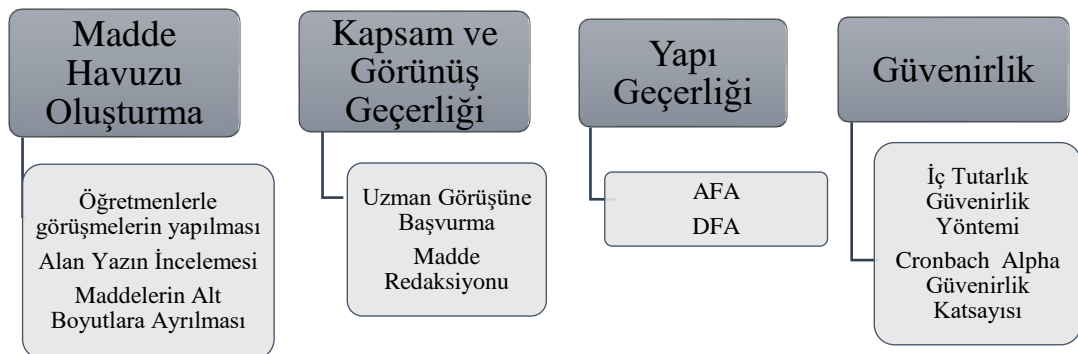 Madde
Havuzu
Oluşturma
Öğretmenlerle
görüşmelerin yapılması
Alan Yazın İncelemesi
Maddelerin Alt
Boyutlara Ayrılması
Kapsam ve
Görünüş
Geçerliği
Uzman Görüşüne
Başvurma
Madde
Redaksiyonu
Yapı
Geçerliği
AFA
DFA
Güvenirlik
İç Tutarlık
Güvenirlik
Yöntemi
Cronbach Alpha
Güvenirlik
Katsayısı